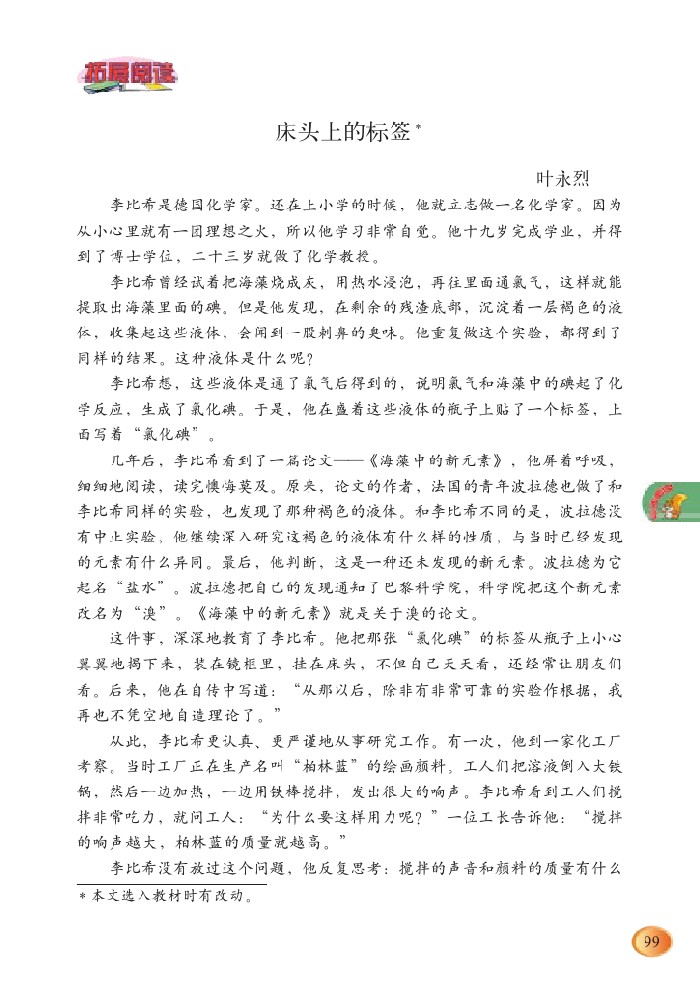 拓展阅读
床头上的标签*
叶永烈
李比希是德国化学家。还在上小学的时候，他就立志做一名化学家。因为
从小心里就有一团理想之火，所以他学习非常自觉。他十九岁完成学业，并得
到了博士学位，二十三岁就做了化学教授。
李比希曾经试着把海藻烧成灰，用热水浸泡，再往里面通氯气，这样就能
提取出海藻里面的碘。但是他发现，在剩余的残渣底部，沉淀着一层褐色的液
体，收集起这些液体，会闻到一股刺鼻的臭味。他重复做这个实验，都得到了
同样的结果。这种液体是什么呢？
李比希想，这些液体是通了氯气后得到的，说明氯气和海藻中的碘起了化
学反应，生成了氯化碘。于是，他在盛着这些液体的瓶子上贴了一个标签，上
面写着“氯化碘”。
几年后，李比希看到了一篇论文——《海藻中的新元素》，他屏着呼吸，
细细地阅读，读完懊悔莫及。原来，论文的作者，法国的青年波拉德也做了和
李比希同样的实验，也发现了那种褐色的液体。和李比希不同的是，波拉德没
有中止实验，他继续深入研究这褐色的液体有什么样的性质，与当时已经发现
的元素有什么异同。最后，他判断，这是一种还未发现的新元素。波拉德为它
起名“盐水”。波拉德把自己的发现通知了巴黎科学院，科学院把这个新元素
改名为“溴”。《海藻中的新元素》就是关于溴的论文。
这件事，深深地教育了李比希。他把那张“氯化碘”的标签从瓶子上小心
翼翼地揭下来，装在镜框里，挂在床头，不但自己天天看，还经常让朋友们
看。后来，他在自传中写道：“从那以后，除非有非常可靠的实验作根据，我
再也不凭空地自造理论了。”
从此，李比希更认真、更严谨地从事研究工作。有一次，他到一家化工厂
考察。当时工厂正在生产名叫“柏林蓝”的绘画颜料。工人们把溶液倒入大铁
锅，然后一边加热，一边用铁棒搅拌，发出很大的响声。李比希看到工人们搅
拌非常吃力，就问工人：“为什么要这样用力呢？”一位工长告诉他：“搅拌
的响声越大，柏林蓝的质量就越高。”
李比希没有放过这个问题，他反复思考：搅拌的声音和颜料的质量有什么
*本文选入教材时有改动。
99